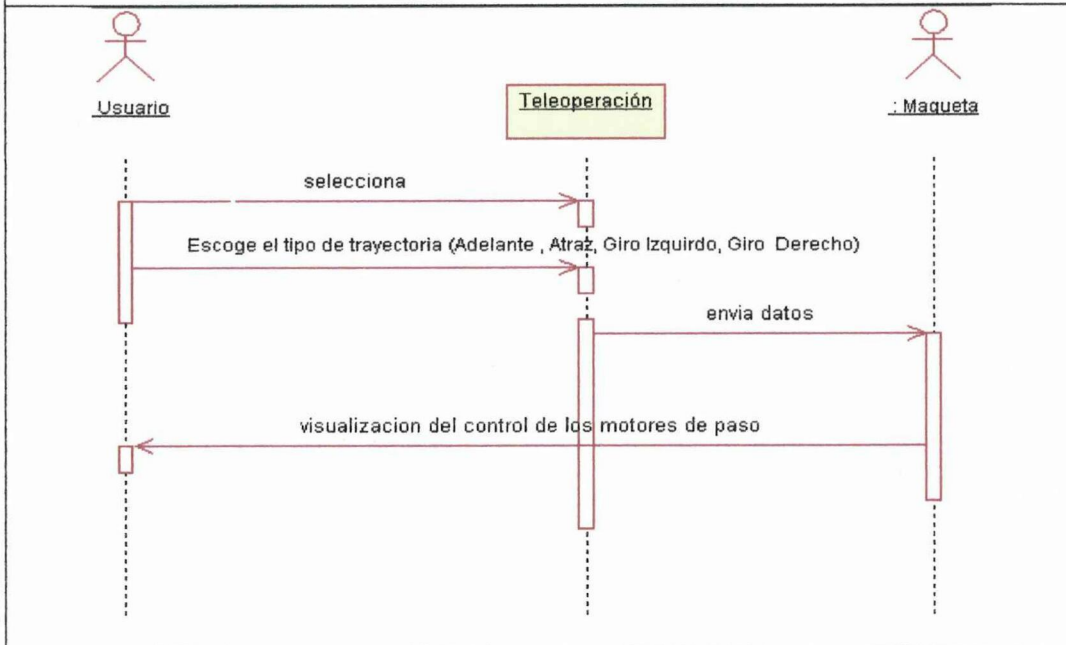 Usuario
Teleoperación
: Maqueta
selecciona
Escoge el tipo de trayectoria (Adelante , Atraz, Giro Izquirdo, Giro Derecho)
envia datos
visualizacion del control de los motores de paso